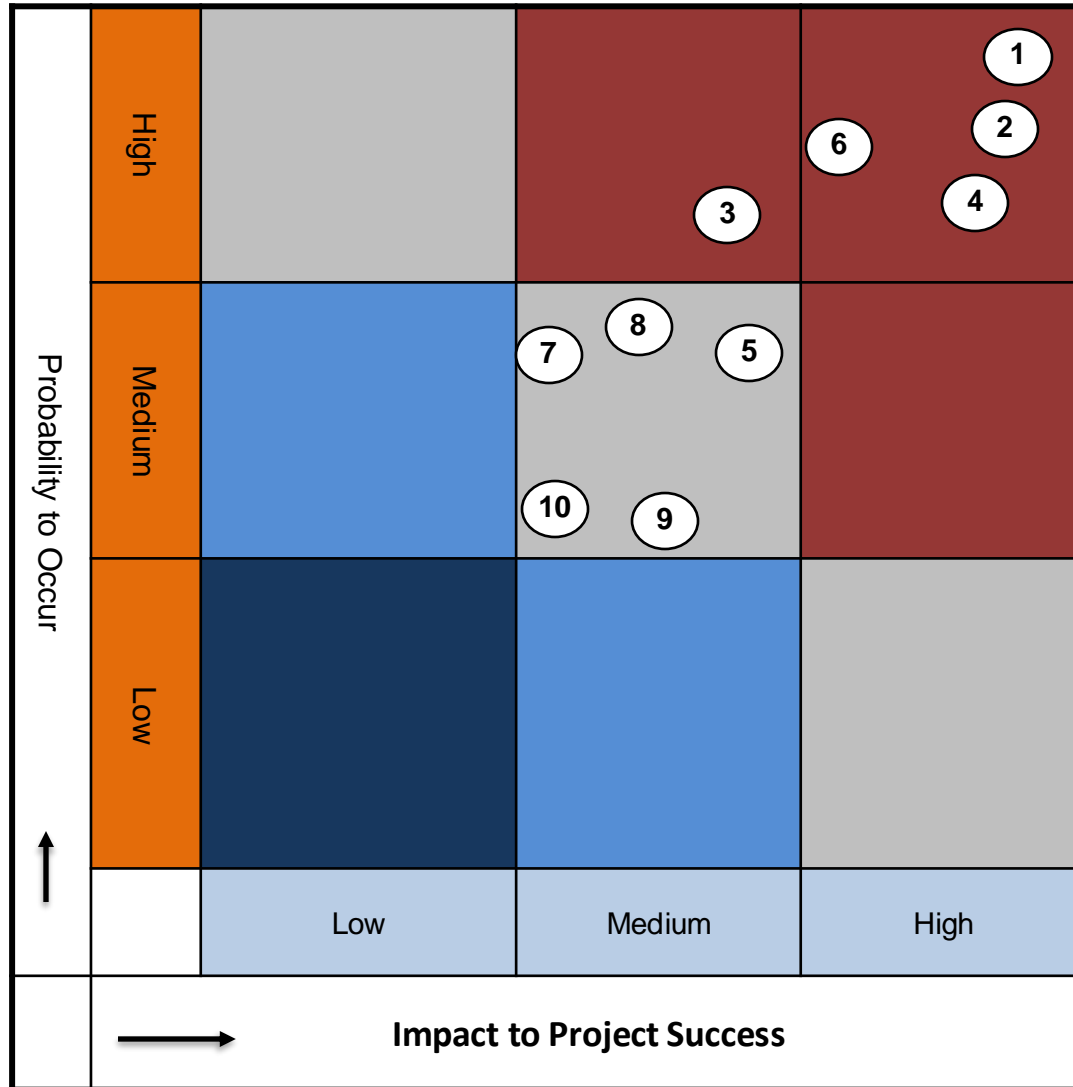 Probability to Occur
High
1
2
6
4
3
Medium
8
7
5
10
9
Low
Low
Medium
High
Impact to Project Success